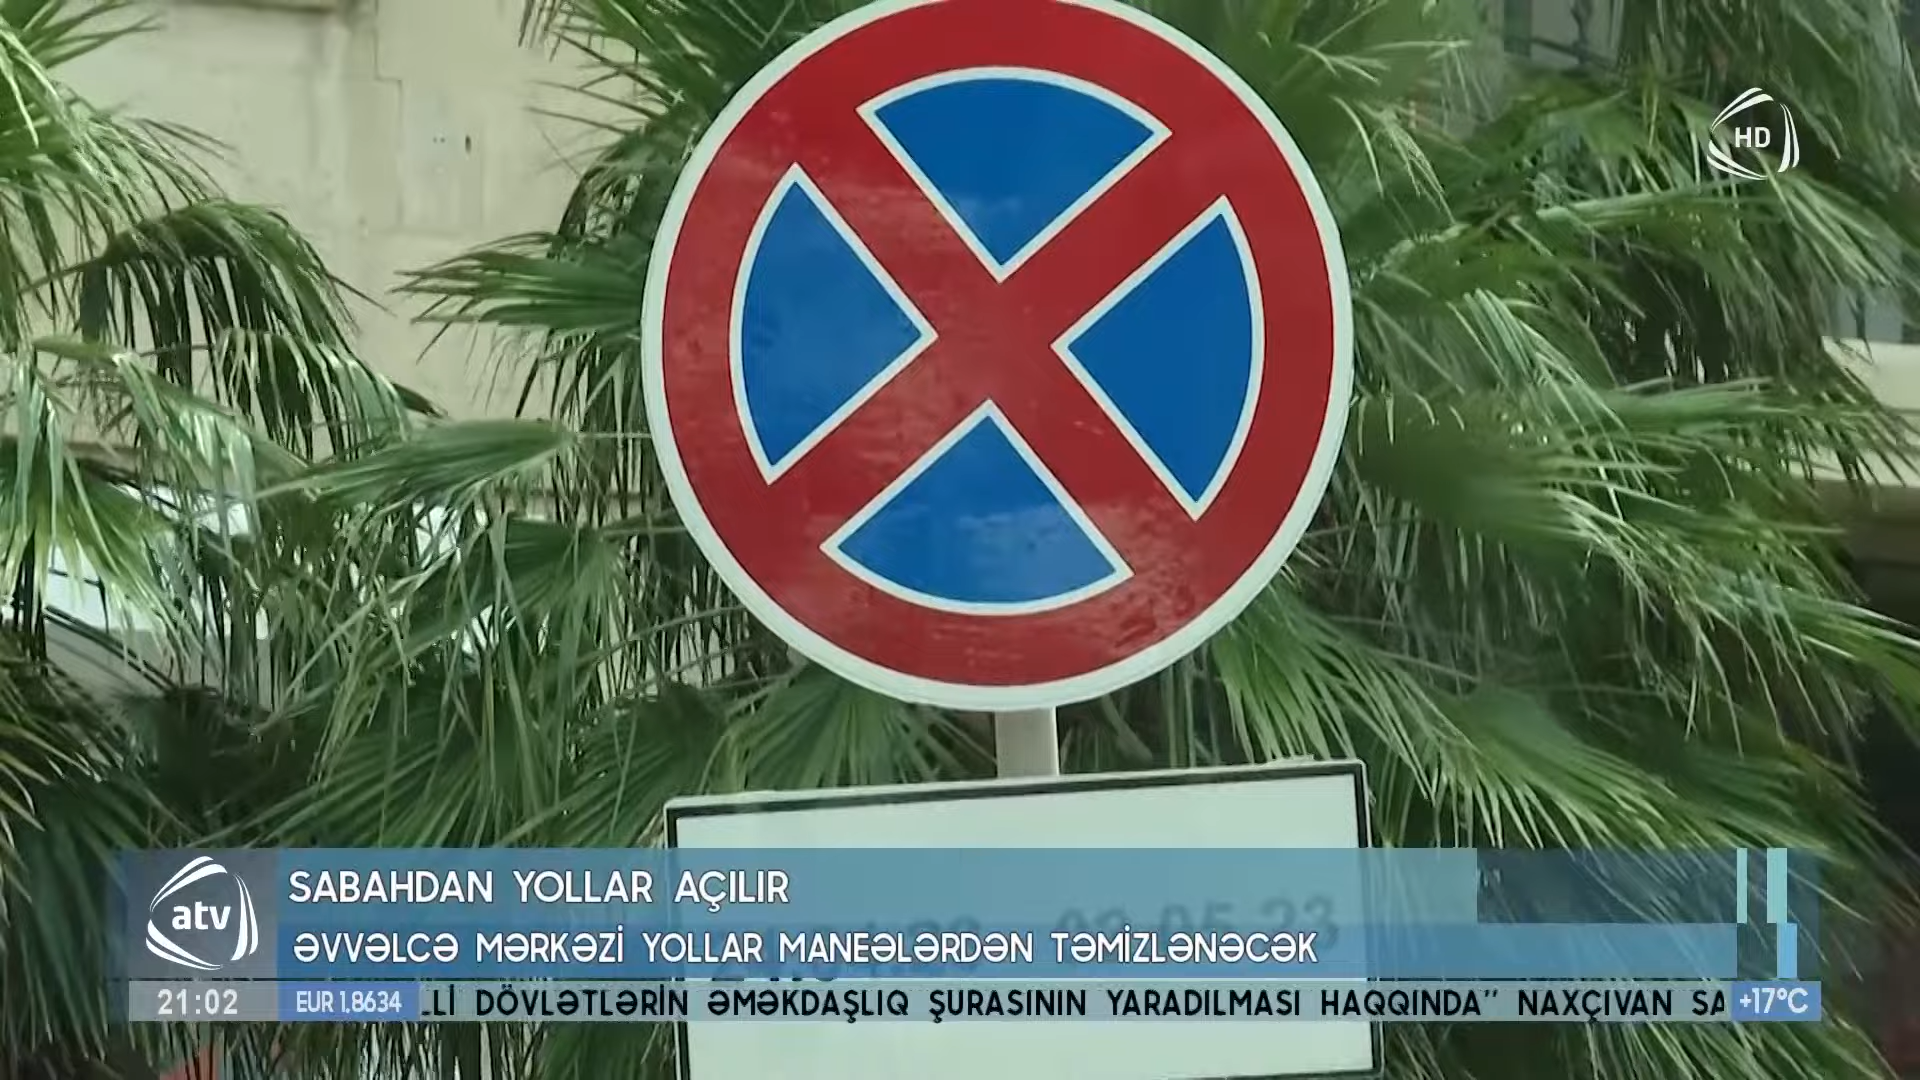 HD
atv
SABAHDAN YOLLAR AÇILIR
ƏVVƏLCƏ MƏRKƏZİ YOLLAR MANEƏLƏRDƏN TƏMİZLƏNƏCƏK
21:02 EUR 1,8634 Lİ DÖVLƏTLƏRİN ƏMƏKDAŞLIQ ŞURASININ YARADILMASI HAQQINDA" NAXÇIVAN SA +17°C